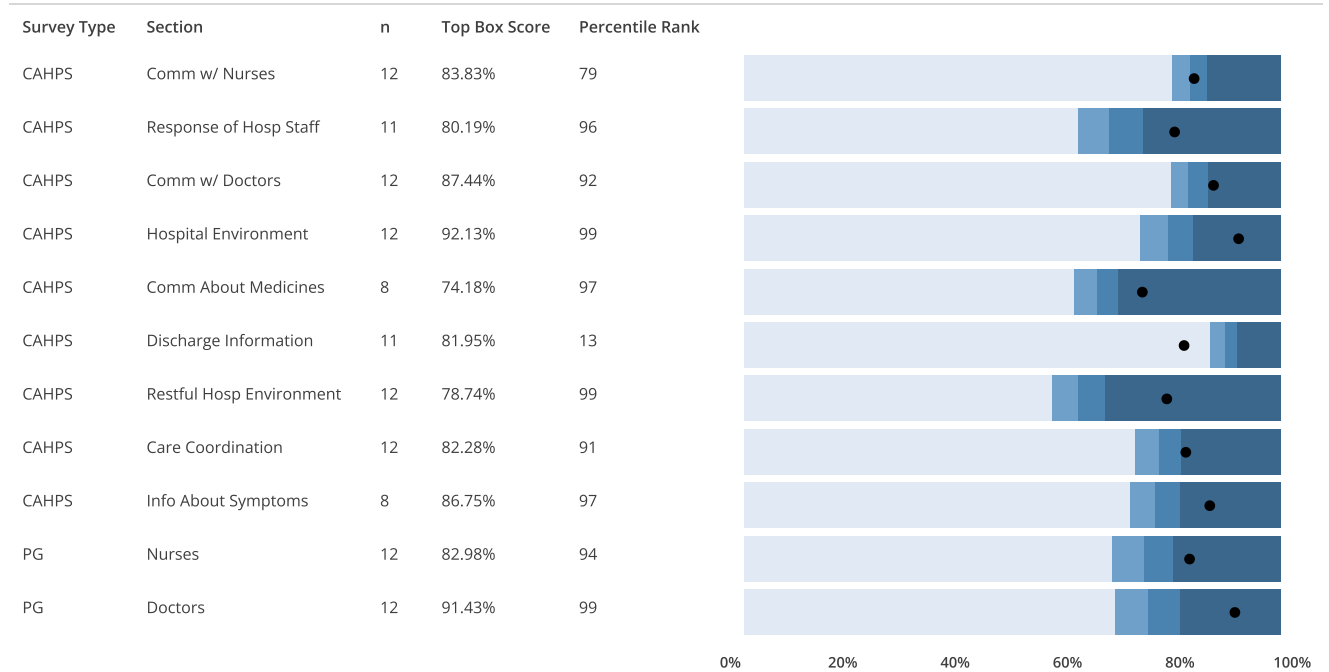 Survey Type Section n Top Box Score Percentile Rank
CAHPS Comm w/ Nurses 12 83.83% 79
CAHPS Response of Hosp Staff 11 80.19% 96
CAHPS Comm w/ Doctors 12 87.44% 92
CAHPS Hospital Environment 12 92.13% 99
CAHPS Comm About Medicines 8 74.18% 97
CAHPS Discharge Information 11 81.95% 13
CAHPS Restful Hosp Environment 12 78.74% 99
CAHPS Care Coordination 12 82.28% 91
CAHPS Info About Symptoms 8 86.75% 97
PG Nurses 12 82.98% 94
PG Doctors 12 91.43% 99
0% 20% 40% 60% 80% 100%